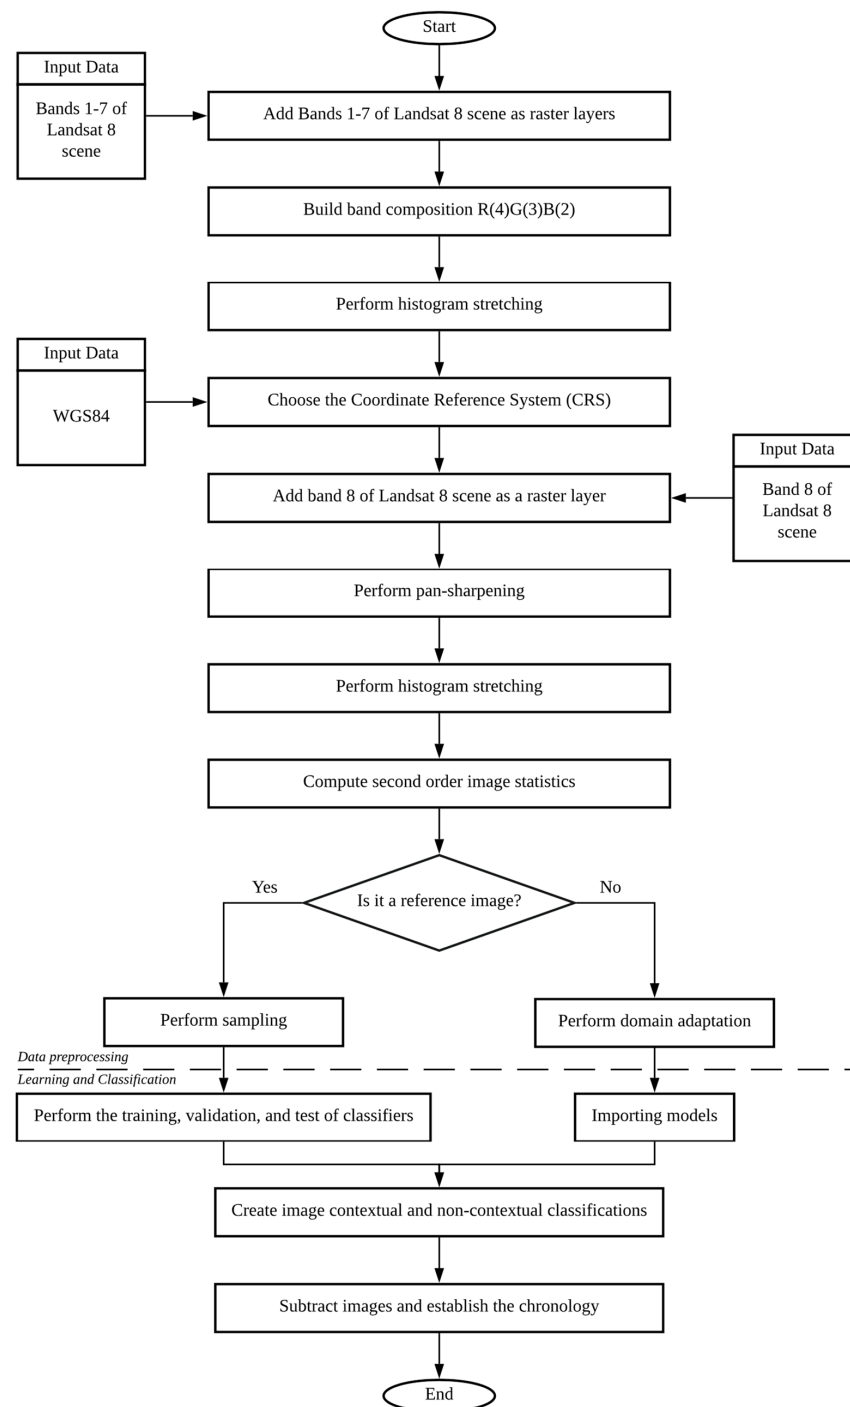 Start
Input Data
Bands 1-7 of
Landsat 8
scene
Add Bands 1-7 of Landsat 8 scene as raster layers
Build band composition R(4)G(3)B(2)
Perform histogram stretching
Input Data
WGS84
Choose the Coordinate Reference System (CRS)
Input Data
Band 8 of
Landsat 8
scene
Add band 8 of Landsat 8 scene as a raster layer
Perform pan-sharpening
Perform histogram stretching
Compute second order image statistics
Is it a reference image?
Yes
No
Perform sampling
Perform domain adaptation
Data preprocessing
Learning and Classification
Perform the training, validation, and test of classifiers
Importing models
Create image contextual and non-contextual classifications
Subtract images and establish the chronology
End